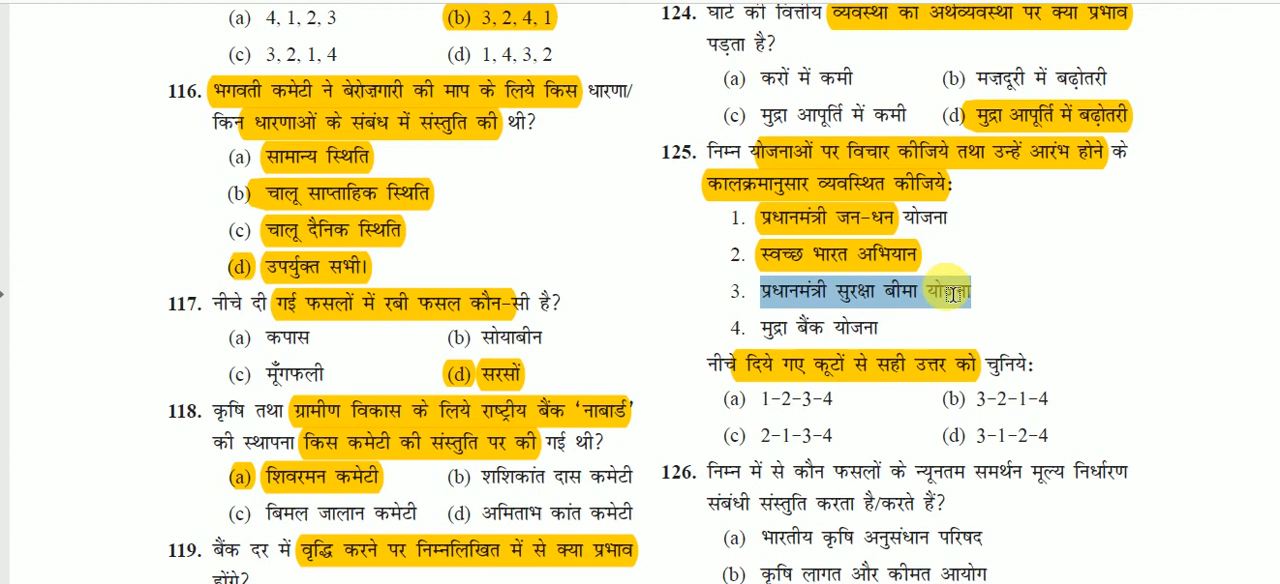 (a) 4, 1, 2, 3 (b) 3, 2, 4, 1
(c) 3, 2, 1, 4 (d) 1, 4, 3, 2
116. भगवती कमेटी ने बेरोज़गारी की माप के लिये किस धारणा/
किन धारणाओं के संबंध में संस्तुति की थी?
(a) सामान्य स्थिति
(b) चालू साप्ताहिक स्थिति
(c) चालू दैनिक स्थिति
(d) उपर्युक्त सभी।
117. नीचे दी गई फसलों में रबी फसल कौन-सी है?
(a) कपास (b) सोयाबीन
(c) मूँगफली (d) सरसों
118. कृषि तथा ग्रामीण विकास के लिये राष्ट्रीय बैंक ‘नाबार्ड’
की स्थापना किस कमेटी की संस्तुति पर की गई थी?
(a) शिवरमन कमेटी (b) शशिकांत दास कमेटी
(c) बिमल जालान कमेटी (d) अमिताभ कांत कमेटी
119. बैंक दर में वृद्धि करने पर निम्नलिखित में से क्या प्रभाव
होंगे?
124. घाटे की वित्तीय व्यवस्था का अर्थव्यवस्था पर क्या प्रभाव
पड़ता है?
(a) करों में कमी (b) मज़दूरी में बढ़ोतरी
(c) मुद्रा आपूर्ति में कमी (d) मुद्रा आपूर्ति में बढ़ोतरी
125. निम्न योजनाओं पर विचार कीजिये तथा उन्हें आरंभ होने के
कालक्रमानुसार व्यवस्थित कीजिये:
1. प्रधानमंत्री जन-धन योजना
2. स्वच्छ भारत अभियान
3. प्रधानमंत्री सुरक्षा बीमा योजना
4. मुद्रा बैंक योजना
नीचे दिये गए कूटों से सही उत्तर को चुनिये:
(a) 1-2-3-4 (b) 3-2-1-4
(c) 2-1-3-4 (d) 3-1-2-4
126. निम्न में से कौन फसलों के न्यूनतम समर्थन मूल्य निर्धारण
संबंधी संस्तुति करता है/करते हैं?
(a) भारतीय कृषि अनुसंधान परिषद
(b) कृषि लागत और कीमत आयोग